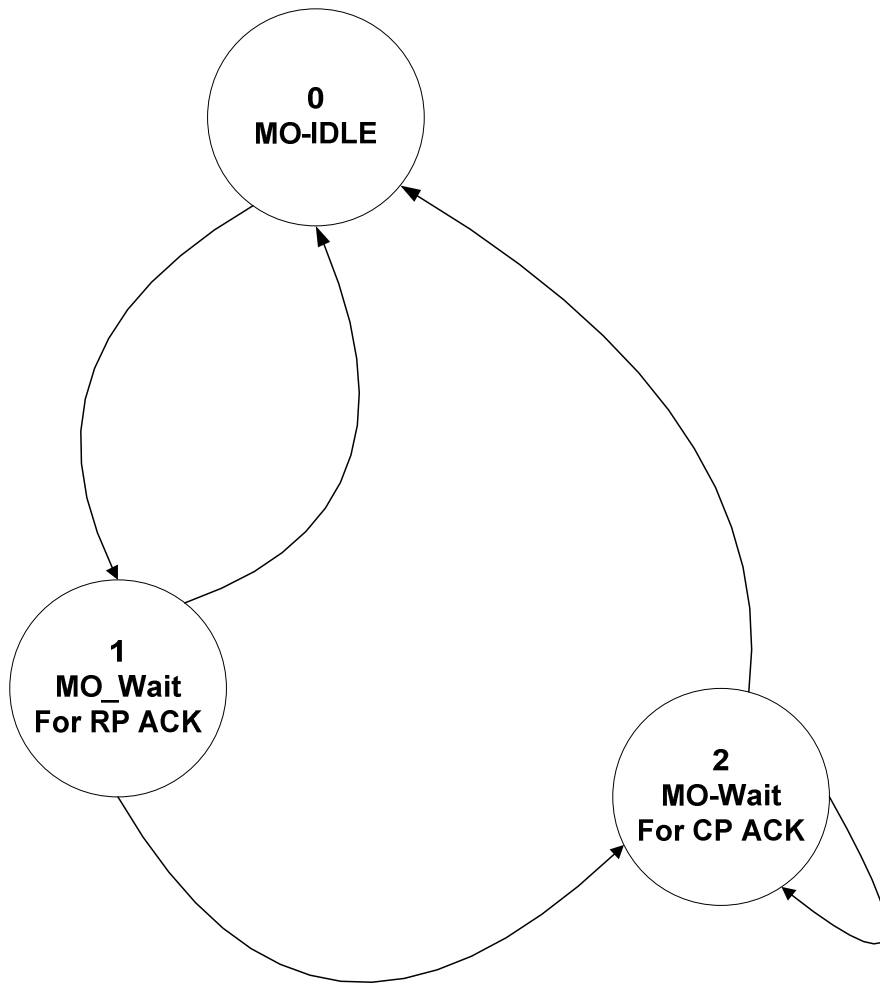 0
MO-IDLE
1
MO_Wait
For RP ACK
2
MO-Wait
For CP ACK